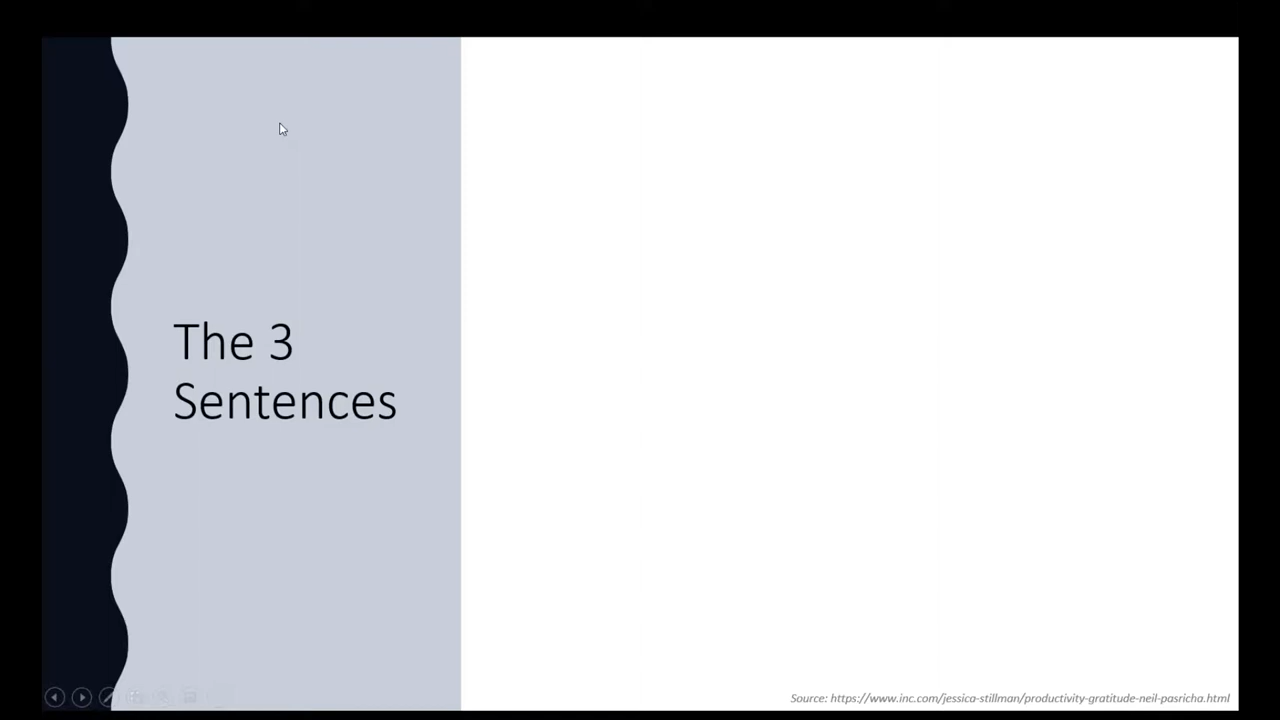 The 3
Sentences
Source: https://www.inc.com/jessica-stillman/productivity-gratitude-neil-pasricha.html